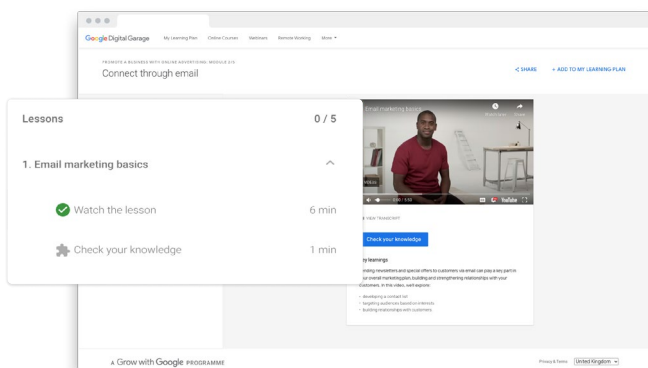 Google Digital Garage
My Learning Plan
Online Courses
Webinars
Remote Working
More
PROMOTE A BUSINESS WITH ONLINE ADVERTISING: MODULE 2/5
Connect through email
SHARE
+ ADD TO MY LEARNING PLAN
Lessons
0 / 5
1. Email marketing basics
Watch the lesson
6 min
Check your knowledge
1 min
Email marketing basics
YouTube
VIEW TRANSCRIPT
Check your knowledge
ey learnings
ending newsletters and special offers to customers via email can play a key part in
our overall marketing plan, building and strengthening relationships with your
customers. In this video, we'll explore:
developing a contact list
targeting audiences based on interests
building relationships with customers.
A Grow with Google PROGRAMME
Privacy & Terms
United Kingdom